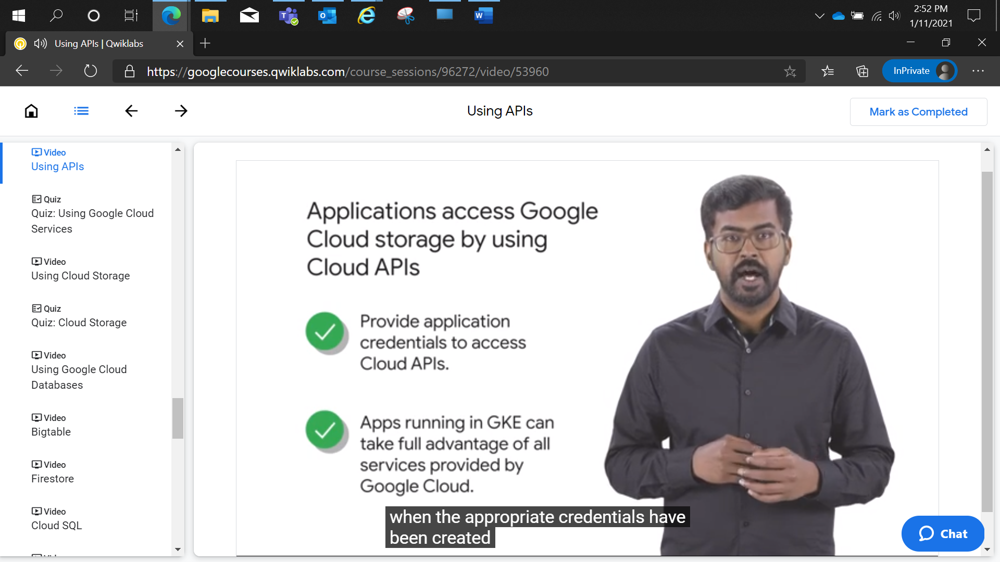 2:52 PM
1/11/2021
Using APIs | Qwiklabs
https://googlecourses.qwiklabs.com/course_sessions/96272/video/53960
InPrivate
Using APIs
Mark as Completed
Video
Using APIs
Quiz
Quiz: Using Google Cloud
Services
Video
Using Cloud Storage
Quiz
Quiz: Cloud Storage
Video
Using Google Cloud
Databases
Video
Bigtable
Video
Firestore
Video
Cloud SQL
Applications access Google
Cloud storage by using
Cloud APIs
Provide application
credentials to access
Cloud APIs.
Apps running in GKE can
take full advantage of all
services provided by
Google Cloud.
when the appropriate credentials have
been created
Chat